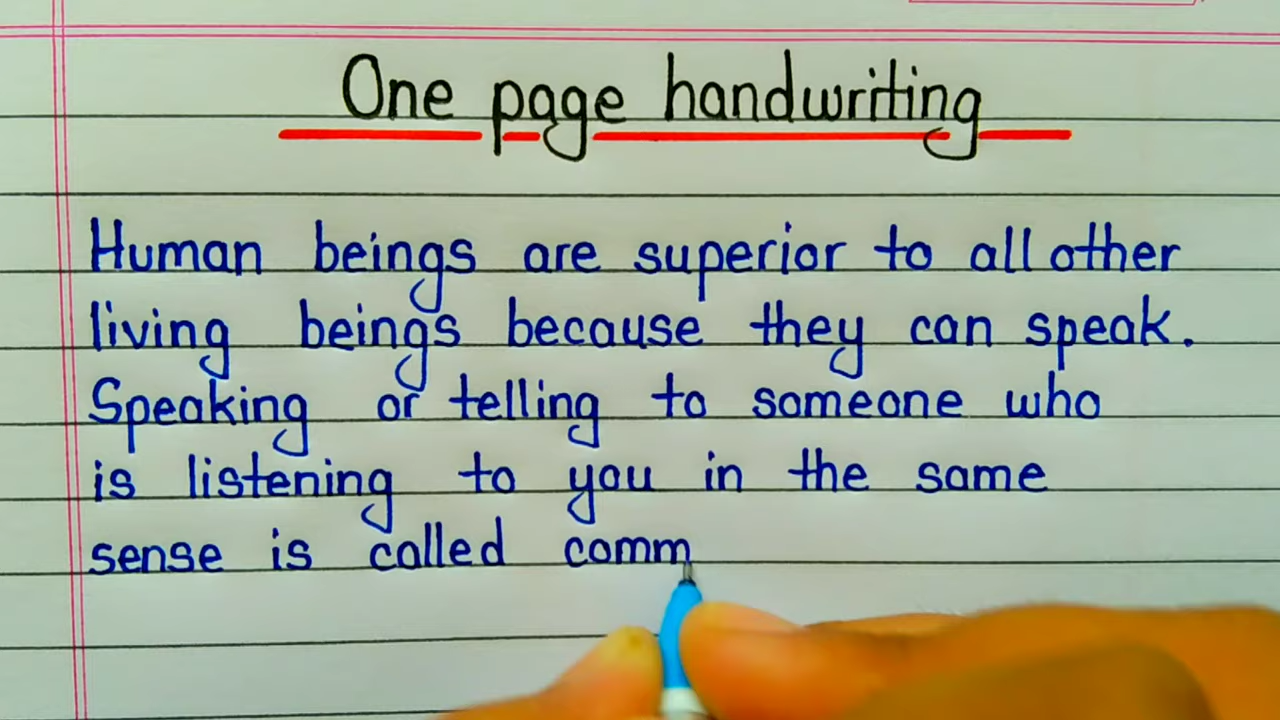 One page handwriting
Human beings are superior to all other
living beings because they can speak.
Speaking or telling to someone who
is listening to you in the same
sense is called comm